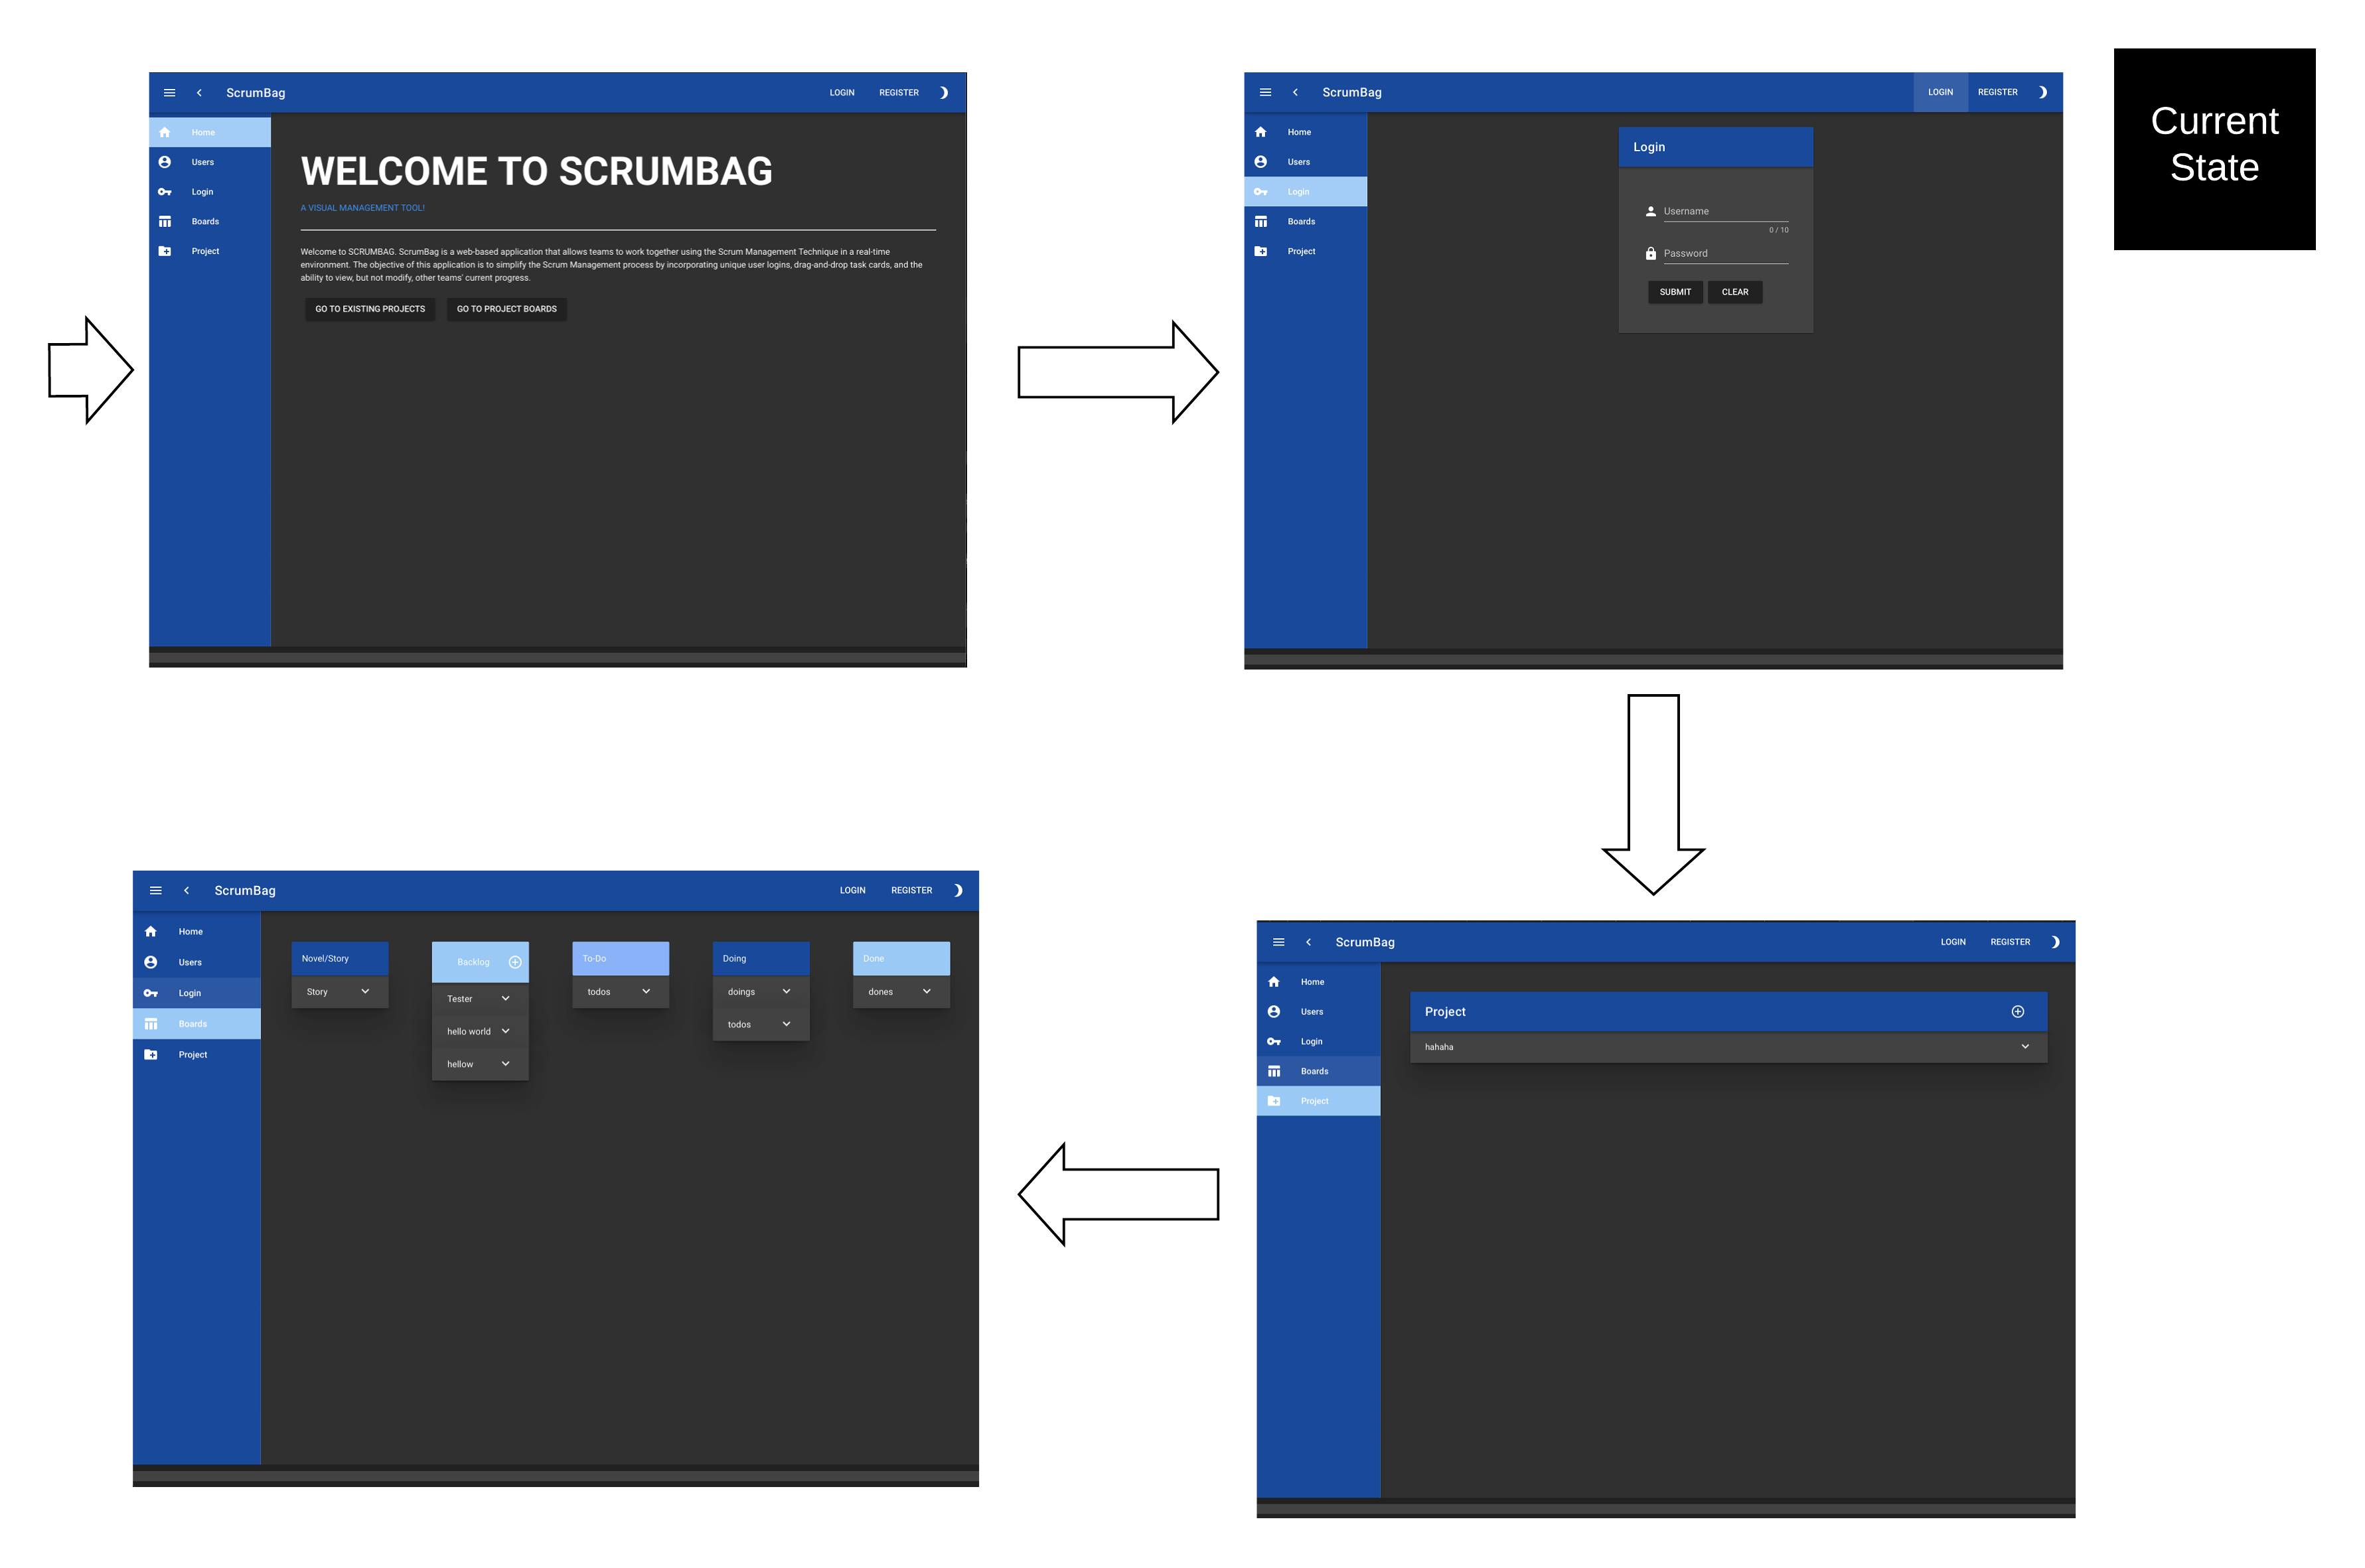 ScrumBag
LOGIN
REGISTER
Home
Users
Login
Boards
Project
WELCOME TO SCRUMBAG
A VISUAL MANAGEMENT TOOL!
Welcome to SCRUMBAG. ScrumBag is a web-based application that allows teams to work together using the Scrum Management Technique in a real-time
environment. The objective of this application is to simplify the Scrum Management process by incorporating unique user logins, drag-and-drop task cards, and the
ability to view, but not modify, other teams' current progress.
GO TO EXISTING PROJECTS
GO TO PROJECT BOARDS
ScrumBag
LOGIN
REGISTER
Home
Users
Login
Boards
Project
Login
Username
0 / 10
Password
SUBMIT
CLEAR
Current
State
ScrumBag
LOGIN
REGISTER
Home
Users
Login
Boards
Project
Novel/Story
Story
Backlog
Tester
hello world
hellow
To-Do
todos
Doing
doings
todos
Done
dones
ScrumBag
LOGIN
REGISTER
Home
Users
Login
Boards
Project
Project
hahaha